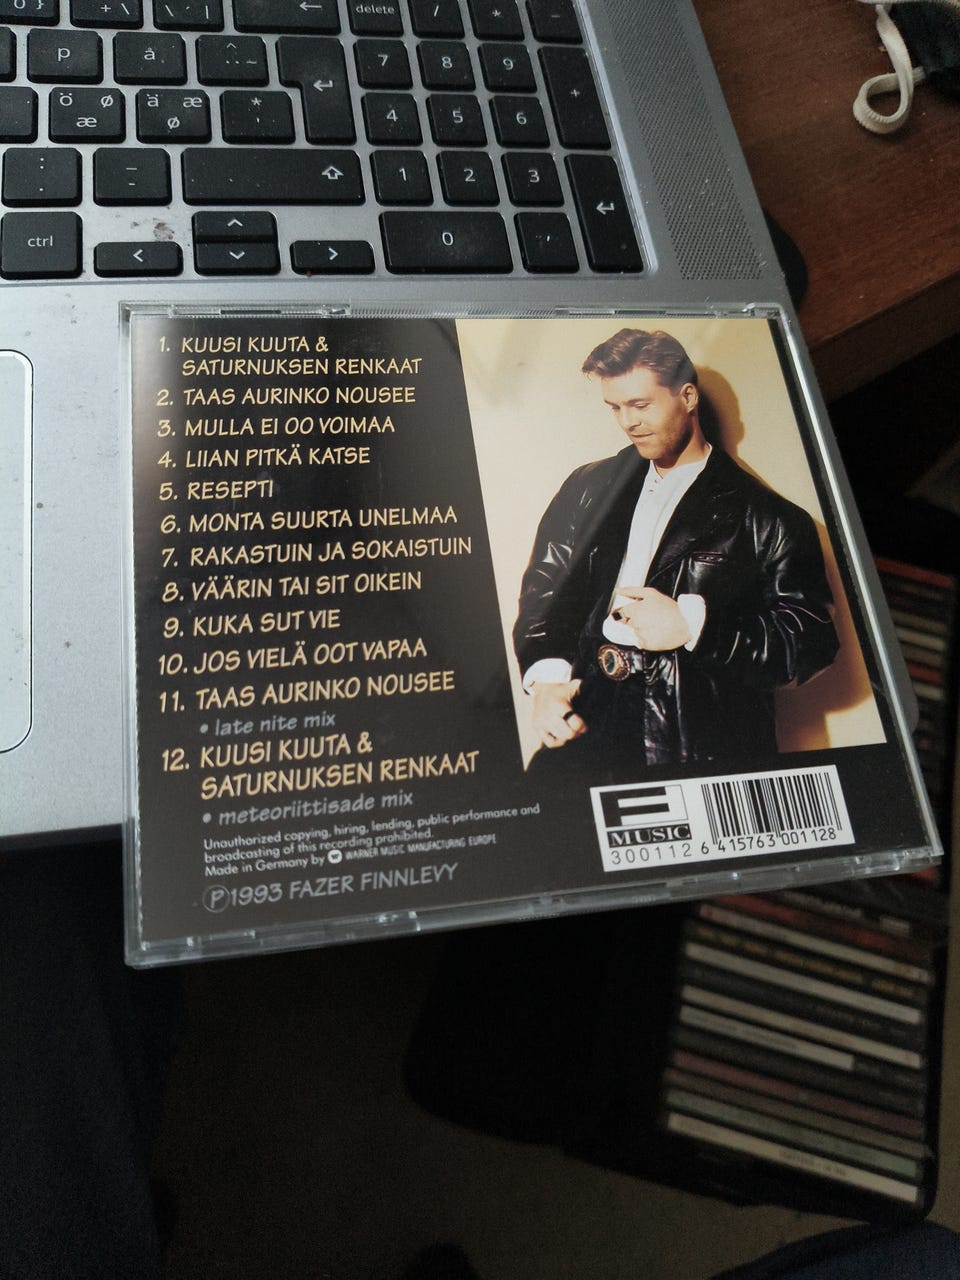 delete / * -
p å ^ ¨ ~ 7 8 9 +
ö ø æ ä æ ø * ' 4 5 6
: . _ - 1 2 3
ctrl 0 , '
1. KUUSI KUUTA &
SATURNUKSEN RENKAAT
2. TAAS AURINKO NOUSEE
3. MULLA EI OO VOIMAA
4. LIIAN PITKÄ KATSE
5. RESEPTI
6. MONTA SUURTA UNELMAA
7. RAKASTUIN JA SOKAISTUIN
8. VÄÄRIN TAI SIT OIKEIN
9. KUKA SUT VIE
10. JOS VIELÄ OOT VAPAA
11. TAAS AURINKO NOUSEE
• late nite mix
12. KUUSI KUUTA &
SATURNUKSEN RENKAAT
• meteoriittisade mix
Unauthorized copying, hiring, lending, public performance and
broadcasting of this recording prohibited.
Made in Germany by WARNER MUSIC MANUFACTURING EUROPE
Ⓟ1993 FAZER FINNLEVY
F
MUSIC
300112 6 415763 001128